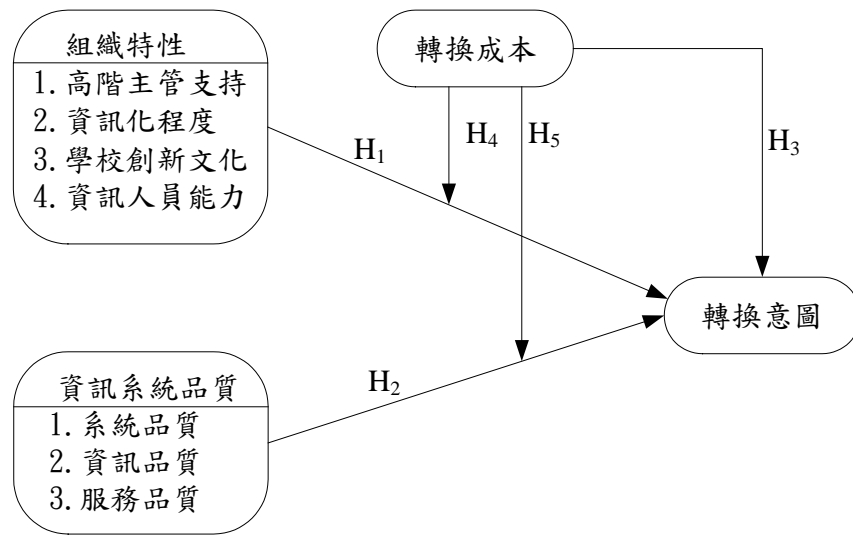 組織特性
1.高階主管支持
2.資訊化程度
3.學校創新文化
4.資訊人員能力
轉換成本
H₁
H₄
H₅
H₃
轉換意圖
資訊系統品質
1.系統品質
2.資訊品質
3.服務品質
H₂